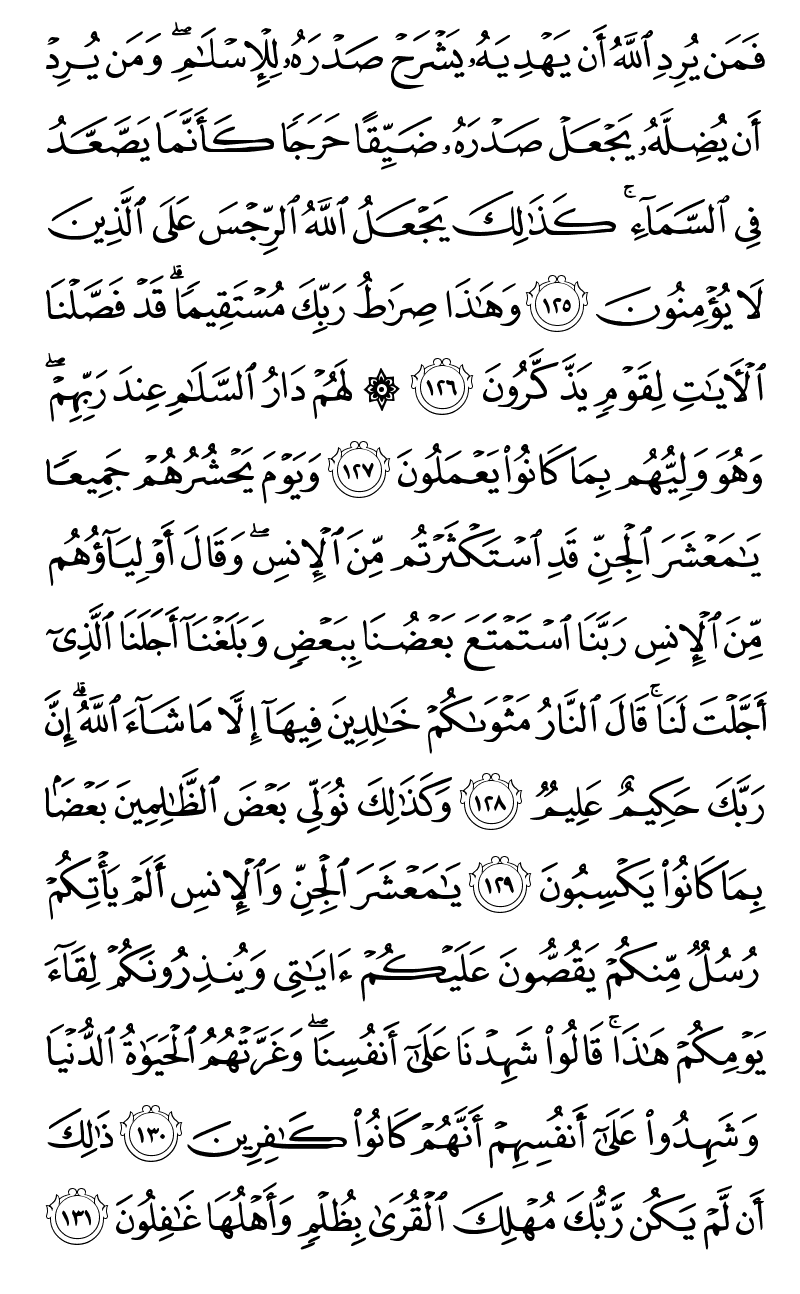 فَمَن يُرِدِ ٱللَّهُ أَن يَهۡدِيَهُۥ يَشۡرَحۡ صَدۡرَهُۥ لِلۡإِسۡلَٰمِۖ وَمَن يُرِدۡ
أَن يُضِلَّهُۥ يَجۡعَلۡ صَدۡرَهُۥ ضَيِّقًا حَرَجٗا كَأَنَّمَا يَصَّعَّدُ
فِي ٱلسَّمَآءِۚ كَذَٰلِكَ يَجۡعَلُ ٱللَّهُ ٱلرِّجۡسَ عَلَى ٱلَّذِينَ
لَا يُؤۡمِنُونَ ١٢٥ وَهَٰذَا صِرَٰطُ رَبِّكَ مُسۡتَقِيمٗاۗ قَدۡ فَصَّلۡنَا
ٱلۡأٓيَٰتِ لِقَوۡمٖ يَذَّكَّرُونَ ١٢٦ ۞ لَهُمۡ دَارُ ٱلسَّلَٰمِ عِندَ رَبِّهِمۡۖ
وَهُوَ وَلِيُّهُم بِمَا كَانُواْ يَعۡمَلُونَ ١٢٧ وَيَوۡمَ يَحۡشُرُهُمۡ جَمِيعٗا
يَٰمَعۡشَرَ ٱلۡجِنِّ قَدِ ٱسۡتَكۡثَرۡتُم مِّنَ ٱلۡإِنسِۖ وَقَالَ أَوۡلِيَآؤُهُم
مِّنَ ٱلۡإِنسِ رَبَّنَا ٱسۡتَمۡتَعَ بَعۡضُنَا بِبَعۡضٖ وَبَلَغۡنَآ أَجَلَنَا ٱلَّذِيٓ
أَجَّلۡتَ لَنَاۚ قَالَ ٱلنَّارُ مَثۡوَىٰكُمۡ خَٰلِدِينَ فِيهَآ إِلَّا مَا شَآءَ ٱللَّهُۗ إِنَّ
رَبَّكَ حَكِيمٌ عَلِيمٞ ١٢٨ وَكَذَٰلِكَ نُوَلِّي بَعۡضَ ٱلظَّٰلِمِينَ بَعۡضَۢا
بِمَا كَانُواْ يَكۡسِبُونَ ١٢٩ يَٰمَعۡشَرَ ٱلۡجِنِّ وَٱلۡإِنسِ أَلَمۡ يَأۡتِكُمۡ
رُسُلٞ مِّنكُمۡ يَقُصُّونَ عَلَيۡكُمۡ ءَايَٰتِي وَيُنذِرُونَكُمۡ لِقَآءَ
يَوۡمِكُمۡ هَٰذَاۚ قَالُواْ شَهِدۡنَا عَلَىٰٓ أَنفُسِنَاۖ وَغَرَّتۡهُمُ ٱلۡحَيَوٰةُ ٱلدُّنۡيَا
وَشَهِدُواْ عَلَىٰٓ أَنفُسِهِمۡ أَنَّهُمۡ كَانُواْ كَٰفِرِينَ ١٣٠ ذَٰلِكَ
أَن لَّمۡ يَكُن رَّبُّكَ مُهۡلِكَ ٱلۡقُرَىٰ بِظُلۡمٖ وَأَهۡلُهَا غَٰفِلُونَ ١٣١